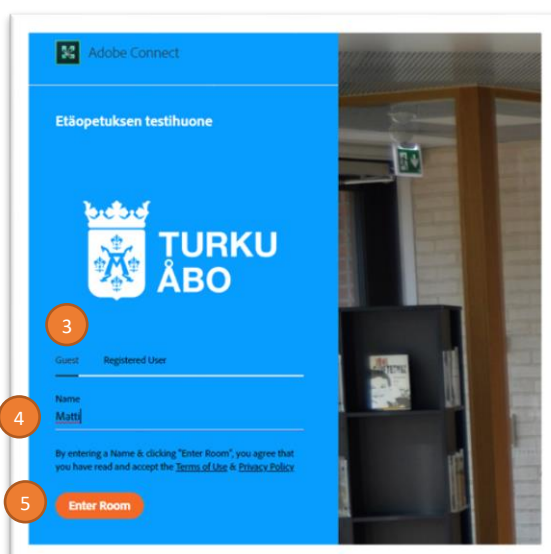 Adobe Connect
Etäopetuksen testihuone
TURKU
ÅBO
3
Guest Registered User
4
Name
Matti
By entering a Name & clicking "Enter Room", you agree that
you have read and accept the Terms of Use & Privacy Policy
5
Enter Room